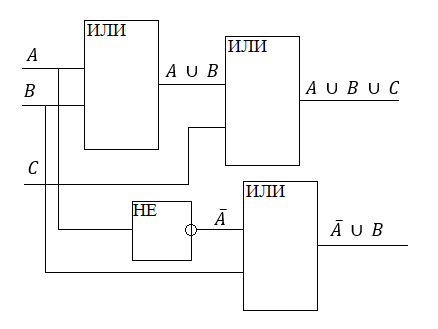 ИЛИ
ИЛИ
A
A ∪ B
B
A ∪ B ∪ C
C
ИЛИ
НЕ
Ā
Ā ∪ B